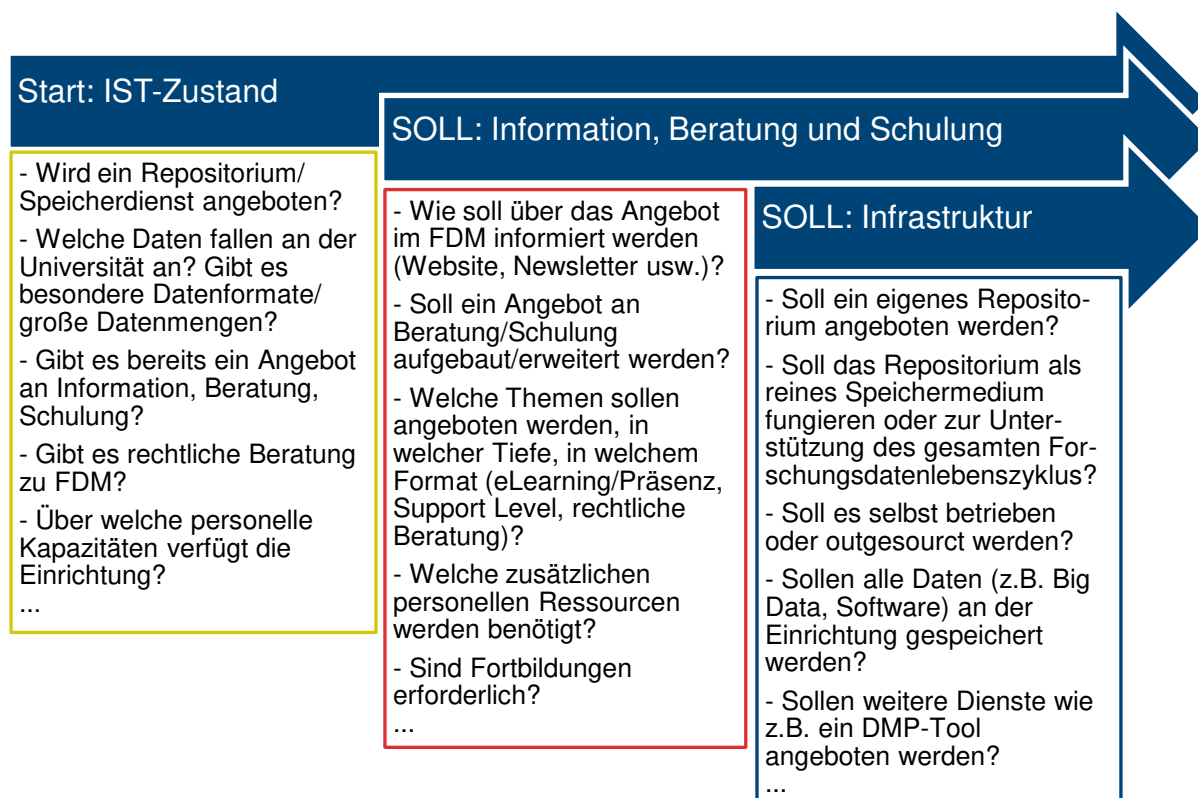 Start: IST-Zustand
- Wird ein Repositorium/
Speicherdienst angeboten?
- Welche Daten fallen an der
Universität an? Gibt es
besondere Datenformate/
große Datenmengen?
- Gibt es bereits ein Angebot
an Information, Beratung,
Schulung?
- Gibt es rechtliche Beratung
zu FDM?
- Über welche personelle
Kapazitäten verfügt die
Einrichtung?
...
SOLL: Information, Beratung und Schulung
- Wie soll über das Angebot
im FDM informiert werden
(Website, Newsletter usw.)?
- Soll ein Angebot an
Beratung/Schulung
aufgebaut/erweitert werden?
- Welche Themen sollen
angeboten werden, in
welcher Tiefe, in welchem
Format (eLearning/Präsenz,
Support Level, rechtliche
Beratung)?
- Welche zusätzlichen
personellen Ressourcen
werden benötigt?
- Sind Fortbildungen
erforderlich?
...
SOLL: Infrastruktur
- Soll ein eigenes Reposito-
rium angeboten werden?
- Soll das Repositorium als
reines Speichermedium
fungieren oder zur Unter-
stützung des gesamten For-
schungsdatenlebenszyklus?
- Soll es selbst betrieben
oder outgesourct werden?
- Sollen alle Daten (z.B. Big
Data, Software) an der
Einrichtung gespeichert
werden?
- Sollen weitere Dienste wie
z.B. ein DMP-Tool
angeboten werden?
...